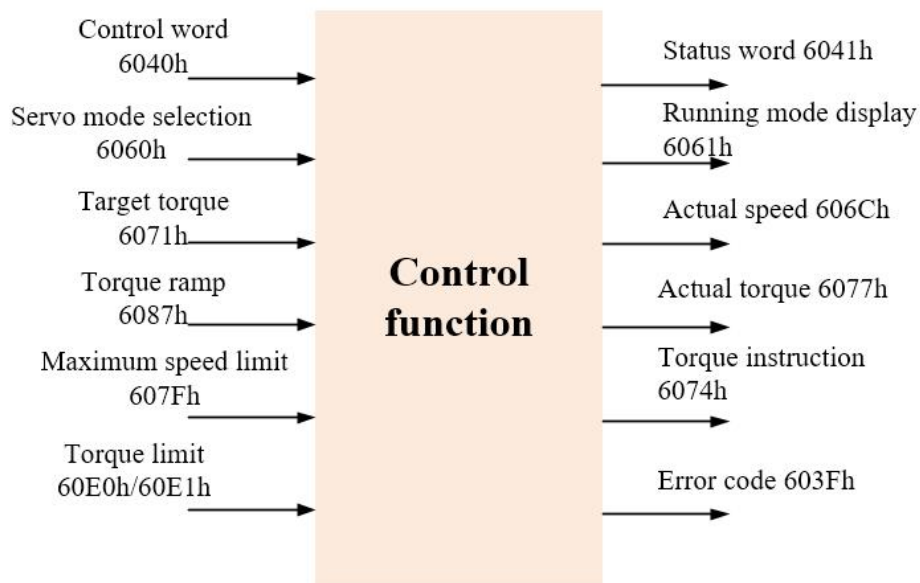 Control word
6040h
Servo mode selection
6060h
Target torque
6071h
Torque ramp
6087h
Maximum speed limit
607Fh
Torque limit
60E0h/60E1h
Control
function
Status word 6041h
Running mode display
6061h
Actual speed 606Ch
Actual torque 6077h
Torque instruction
6074h
Error code 603Fh